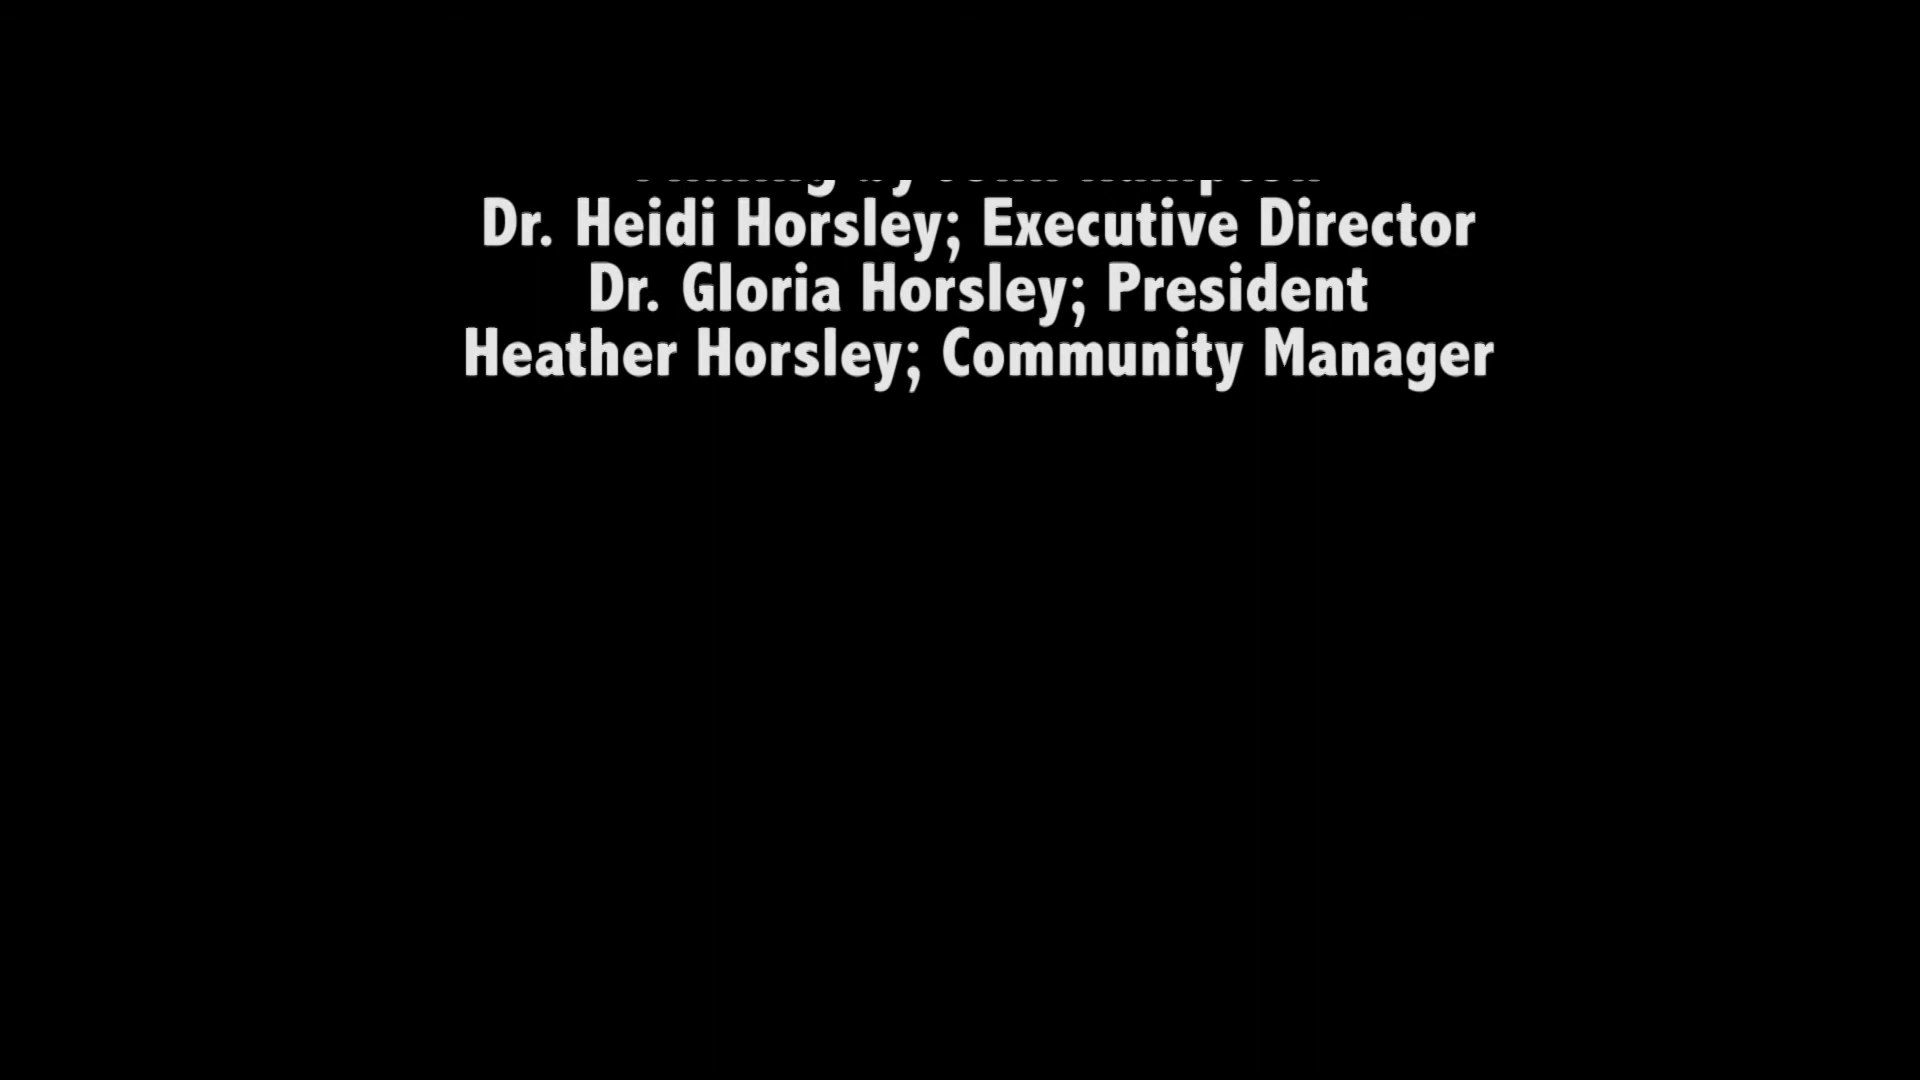 Dr. Heidi Horsley; Executive Director
Dr. Gloria Horsley; President
Heather Horsley; Community Manager